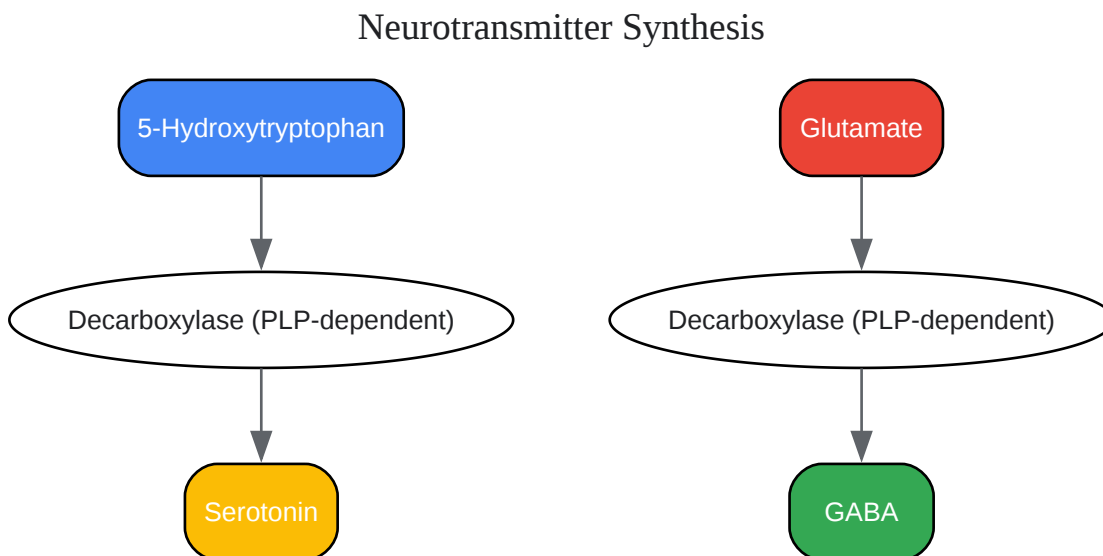 Neurotransmitter Synthesis
5-Hydroxytryptophan
Glutamate
Decarboxylase (PLP-dependent)
Decarboxylase (PLP-dependent)
Serotonin
GABA